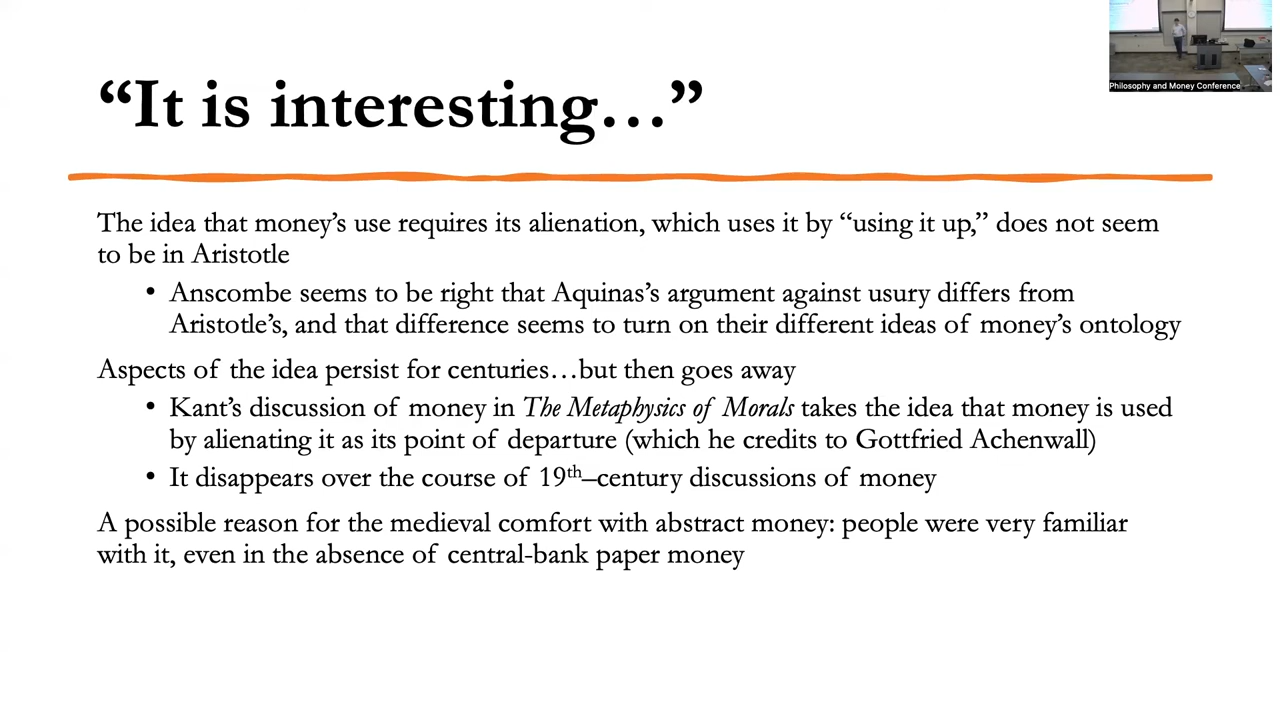 Philosophy and Money Conference
“It is interesting…”
The idea that money’s use requires its alienation, which uses it by “using it up,” does not seem
to be in Aristotle
• Anscombe seems to be right that Aquinas’s argument against usury differs from
Aristotle’s, and that difference seems to turn on their different ideas of money’s ontology
Aspects of the idea persist for centuries…but then goes away
• Kant’s discussion of money in The Metaphysics of Morals takes the idea that money is used
by alienating it as its point of departure (which he credits to Gottfried Achenwall)
• It disappears over the course of 19th–century discussions of money
A possible reason for the medieval comfort with abstract money: people were very familiar
with it, even in the absence of central-bank paper money